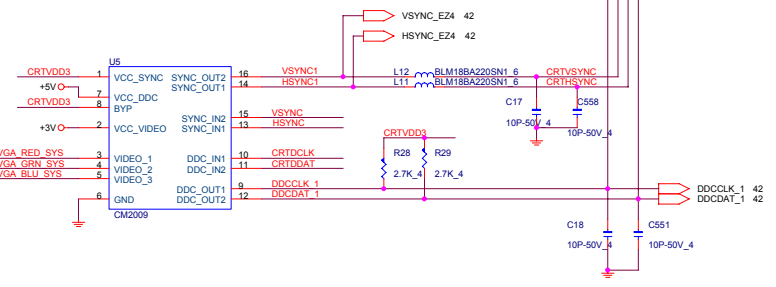 VSYNC_EZ4 42
HSYNC_EZ4 42
U5
CRTVDD3 1 VCC_SYNC SYNC_OUT2 16 VSYNC1 L12 BLM18BA220SN1_6 CRTVSYNC
SYNC_OUT1 14 HSYNC1 L11 BLM18BA220SN1_6 CRTHSYNC
+5V 7 VCC_DDC
CRTVDD3 8 BYP
C17 C558
SYNC_IN2 15 VSYNC
+3V 2 VCC_VIDEO SYNC_IN1 13 HSYNC
10P-50V_4 10P-50V_4
CRTVDD3
VGA_RED_SYS 3 VIDEO_1 DDC_IN1 10 CRTDCLK
VGA_GRN_SYS 4 VIDEO_2 DDC_IN2 11 CRTDDAT
VGA_BLU_SYS 5 VIDEO_3
R28 R29
2.7K_4 2.7K_4
DDC_OUT1 9 DDCCLK_1 DDCCLK_1 42
6 GND DDC_OUT2 12 DDCDAT_1 DDCDAT_1 42
CM2009
C18 C551
10P-50V_4 10P-50V_4